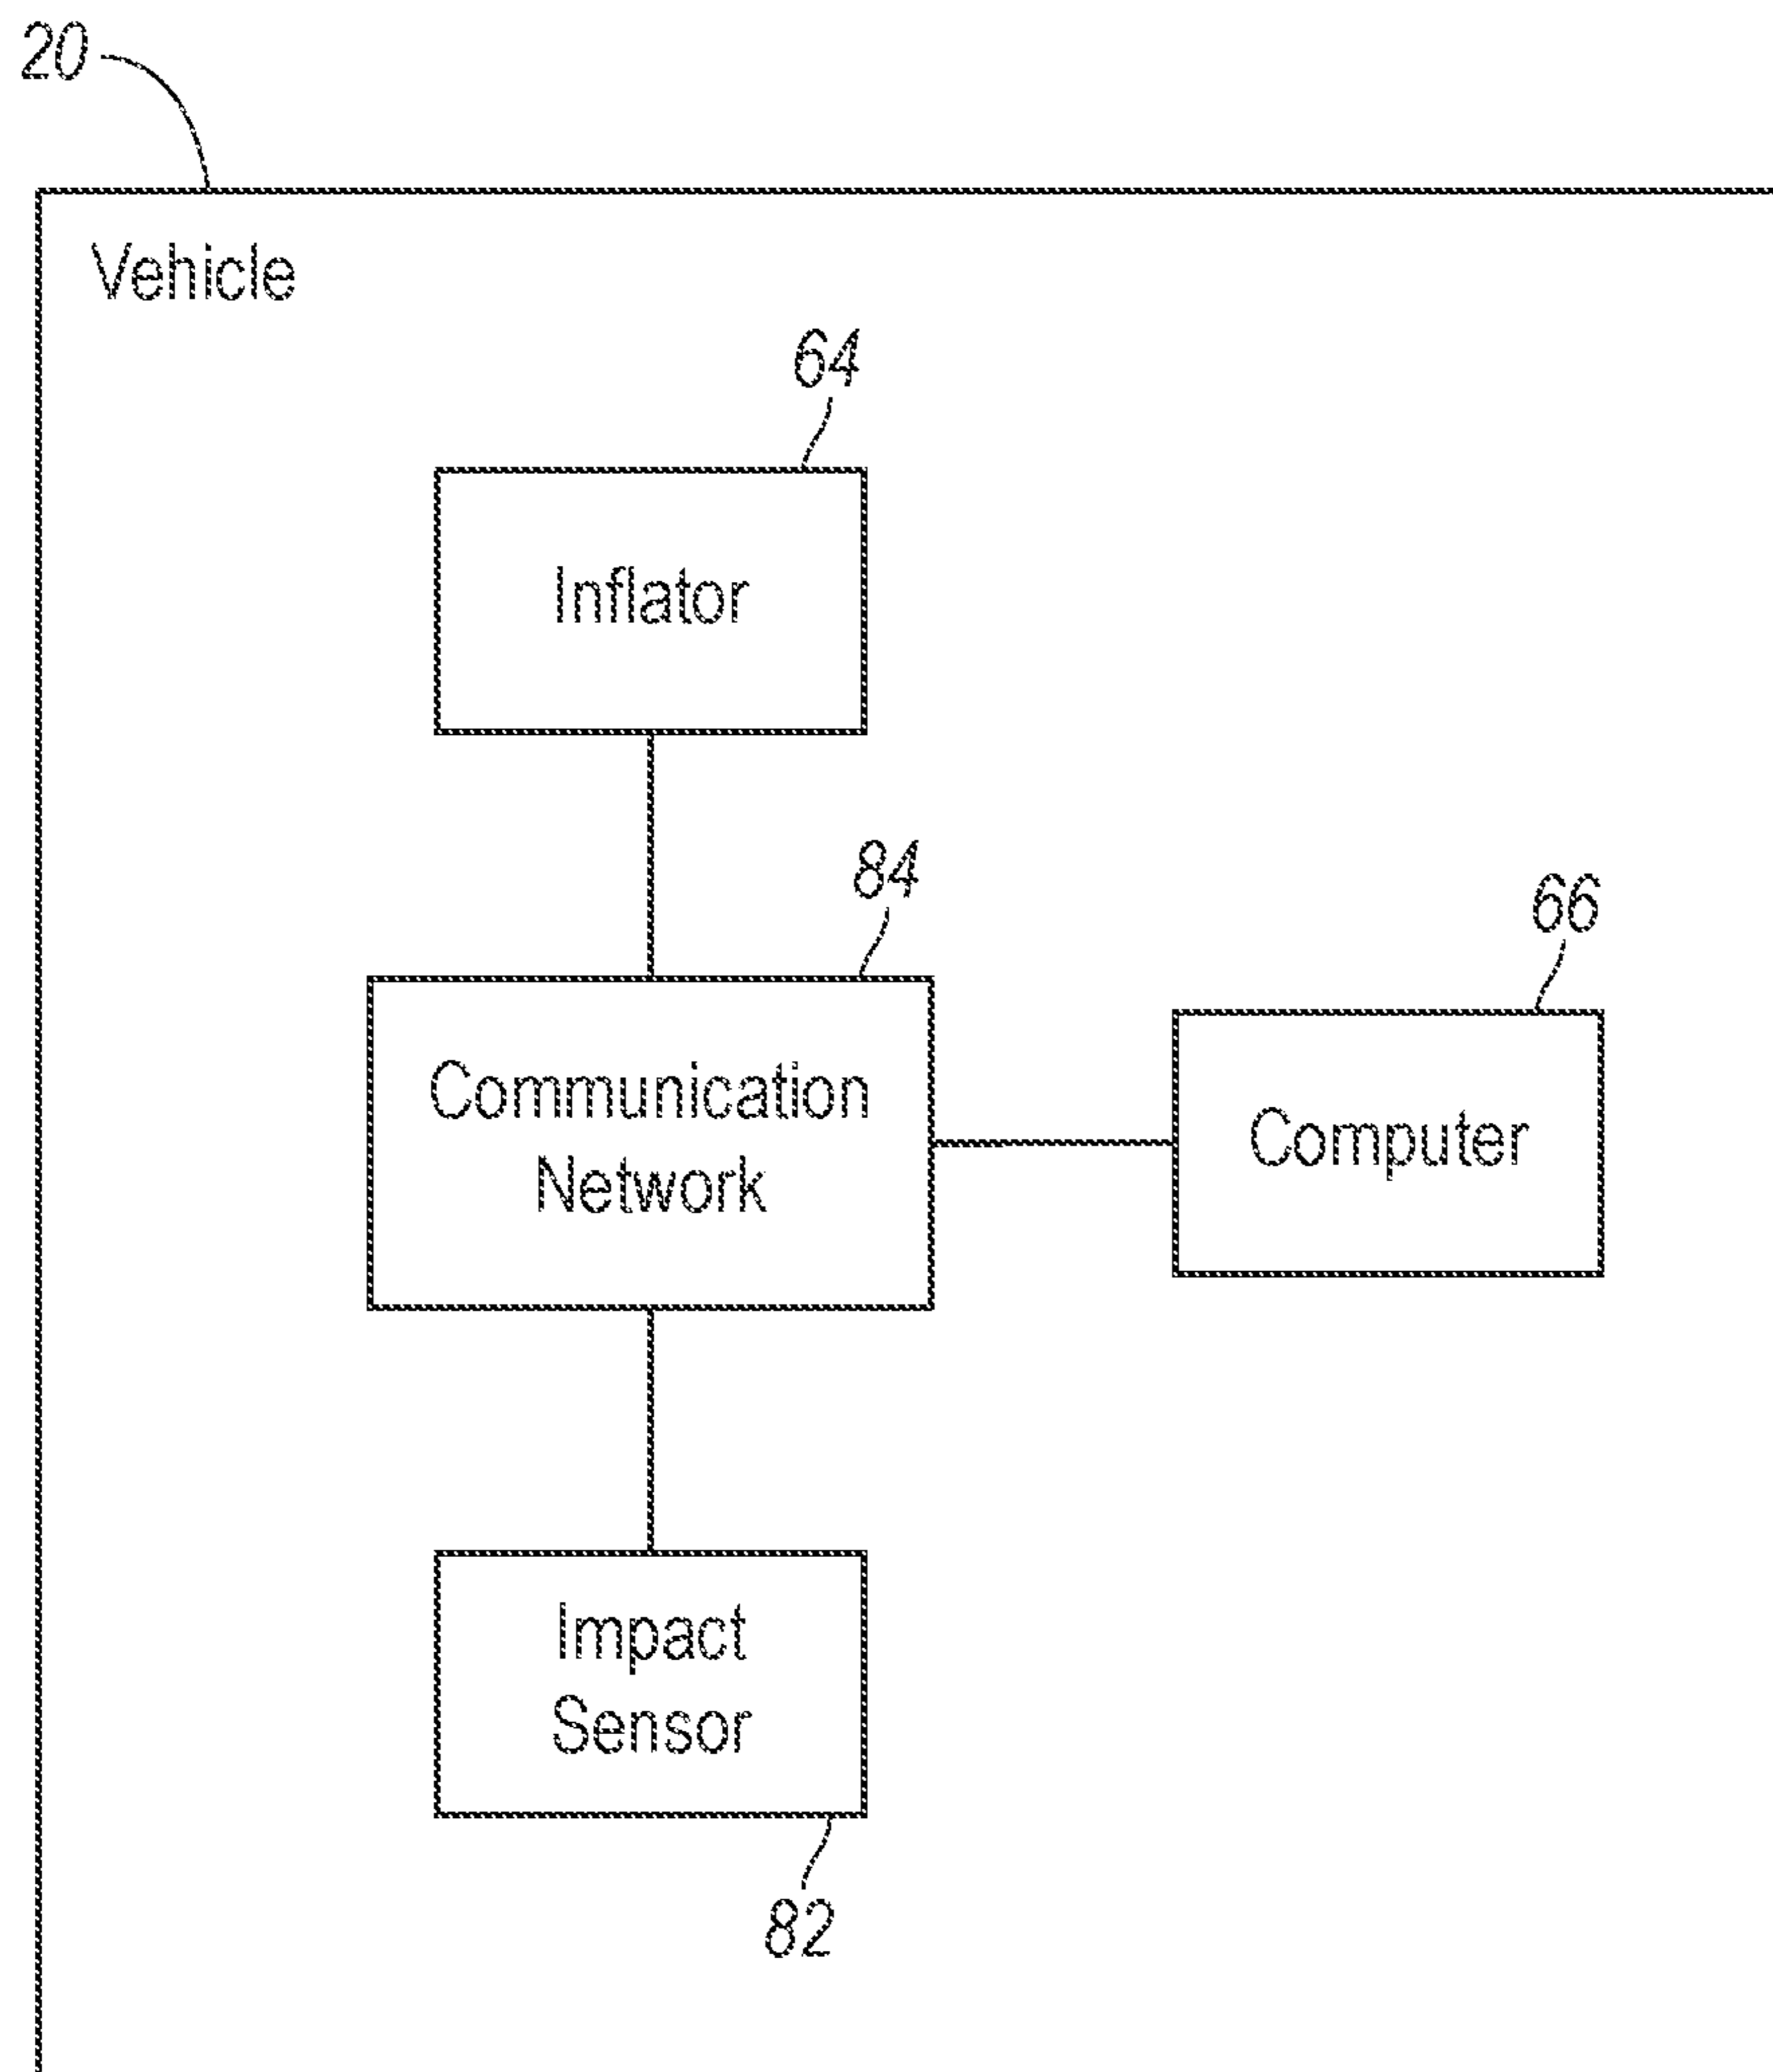 20
Vehicle
64
Inflator
84
66
Communication
Network
Computer
Impact
Sensor
82